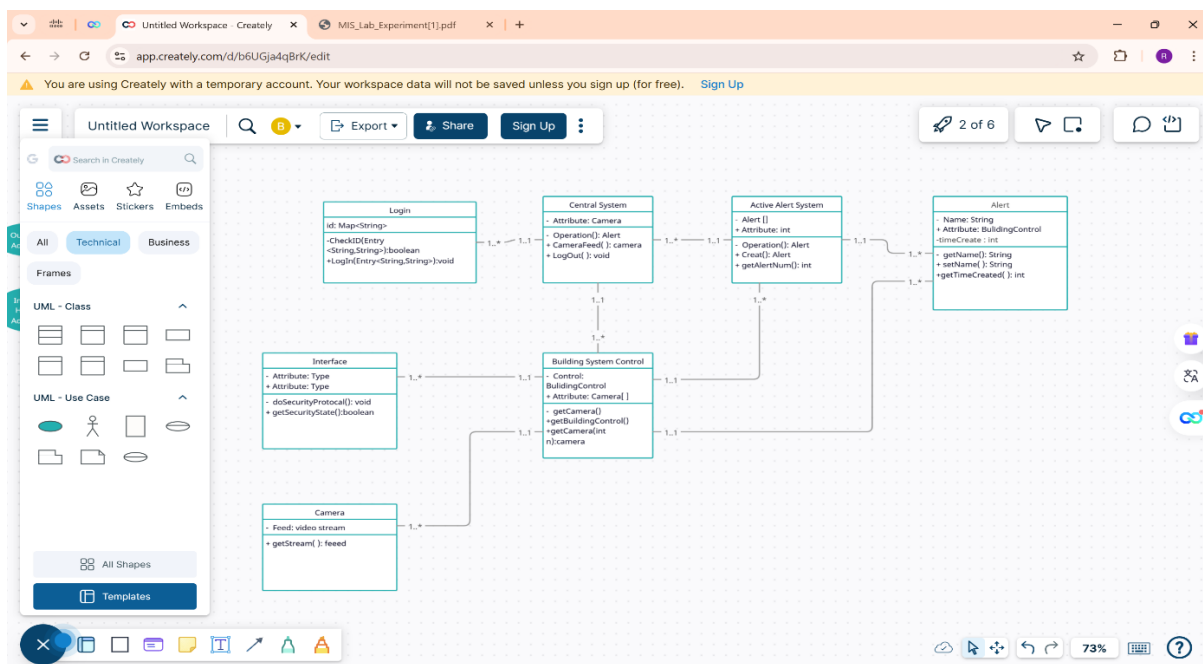 Untitled Workspace - Creately
MIS_Lab_Experiment[1].pdf
app.creately.com/d/b6UGja4qBrK/edit
R
You are using Creately with a temporary account. Your workspace data will not be saved unless you sign up (for free). Sign Up
Untitled Workspace
B
Export
Share
Sign Up
2 of 6
Search in Creately
Shapes
Assets
Stickers
Embeds
All
Technical
Business
Frames
UML - Class
UML - Use Case
All Shapes
Templates
Login
id: Map<String>
-CheckID(Entry
<String,String>):boolean
+LogIn(Entry<String,String>):void
1..*
1..1
Central System
- Attribute: Camera
- Operation(): Alert
+ CameraFeed( ): camera
+ LogOut( ): void
1..*
1..1
Active Alert System
- Alert []
+ Attribute: int
- Operation(): Alert
+ Creat(): Alert
+ getAlertNum(): int
1..1
1..*
Alert
- Name: String
+ Attribute: BuildingControl
-timeCreate : int
- getName(): String
+ setName( ): String
+getTimeCreated( ): int
1..*
1..1
1..*
1..*
Interface
- Attribute: Type
+ Attribute: Type
- doSecurityProtocal(): void
+ getSecurityState():boolean
1..*
1..1
Building System Control
- Control:
BulidingControl
+ Attribute: Camera[ ]
- getCamera()
+getBuildingControl()
+getCamera(int
n):camera
1..1
1..1
1..1
Camera
- Feed: video stream
+ getStream( ): feeed
1..*
T
73%